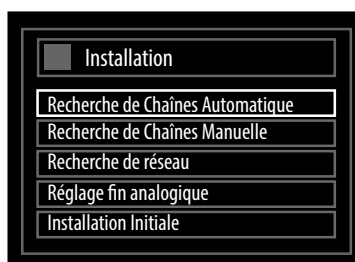 Installation
Recherche de Chaînes Automatique
Recherche de Chaînes Manuelle
Recherche de réseau
Réglage fin analogique
Installation Initiale